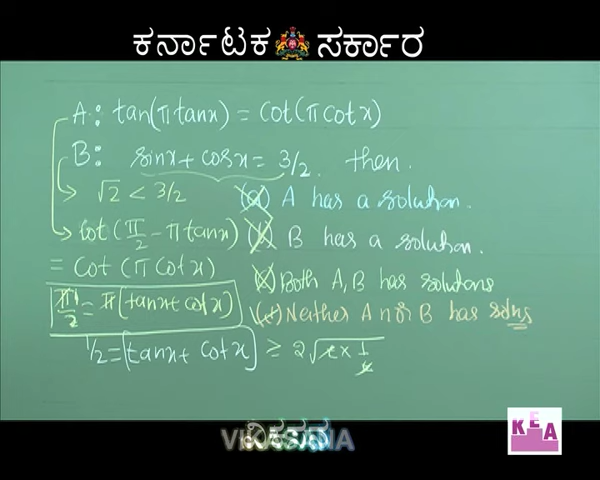 ಕರ್ನಾಟಕ ಸರ್ಕಾರ
A: tan(π tanx) = cot(π cot x)
B: sinx + cosx = 3/2. then.
√2 < 3/2 (a) A has a solution.
cot(π/2 - π tanx) (b) B has a solution.
= cot(π cot x) (c) Both A, B has solutions
π/2 = π(tanx + cot x) (d) Neither A nor B has solns
1/2 = |tanx + cot x| ≥ 2√
KEA